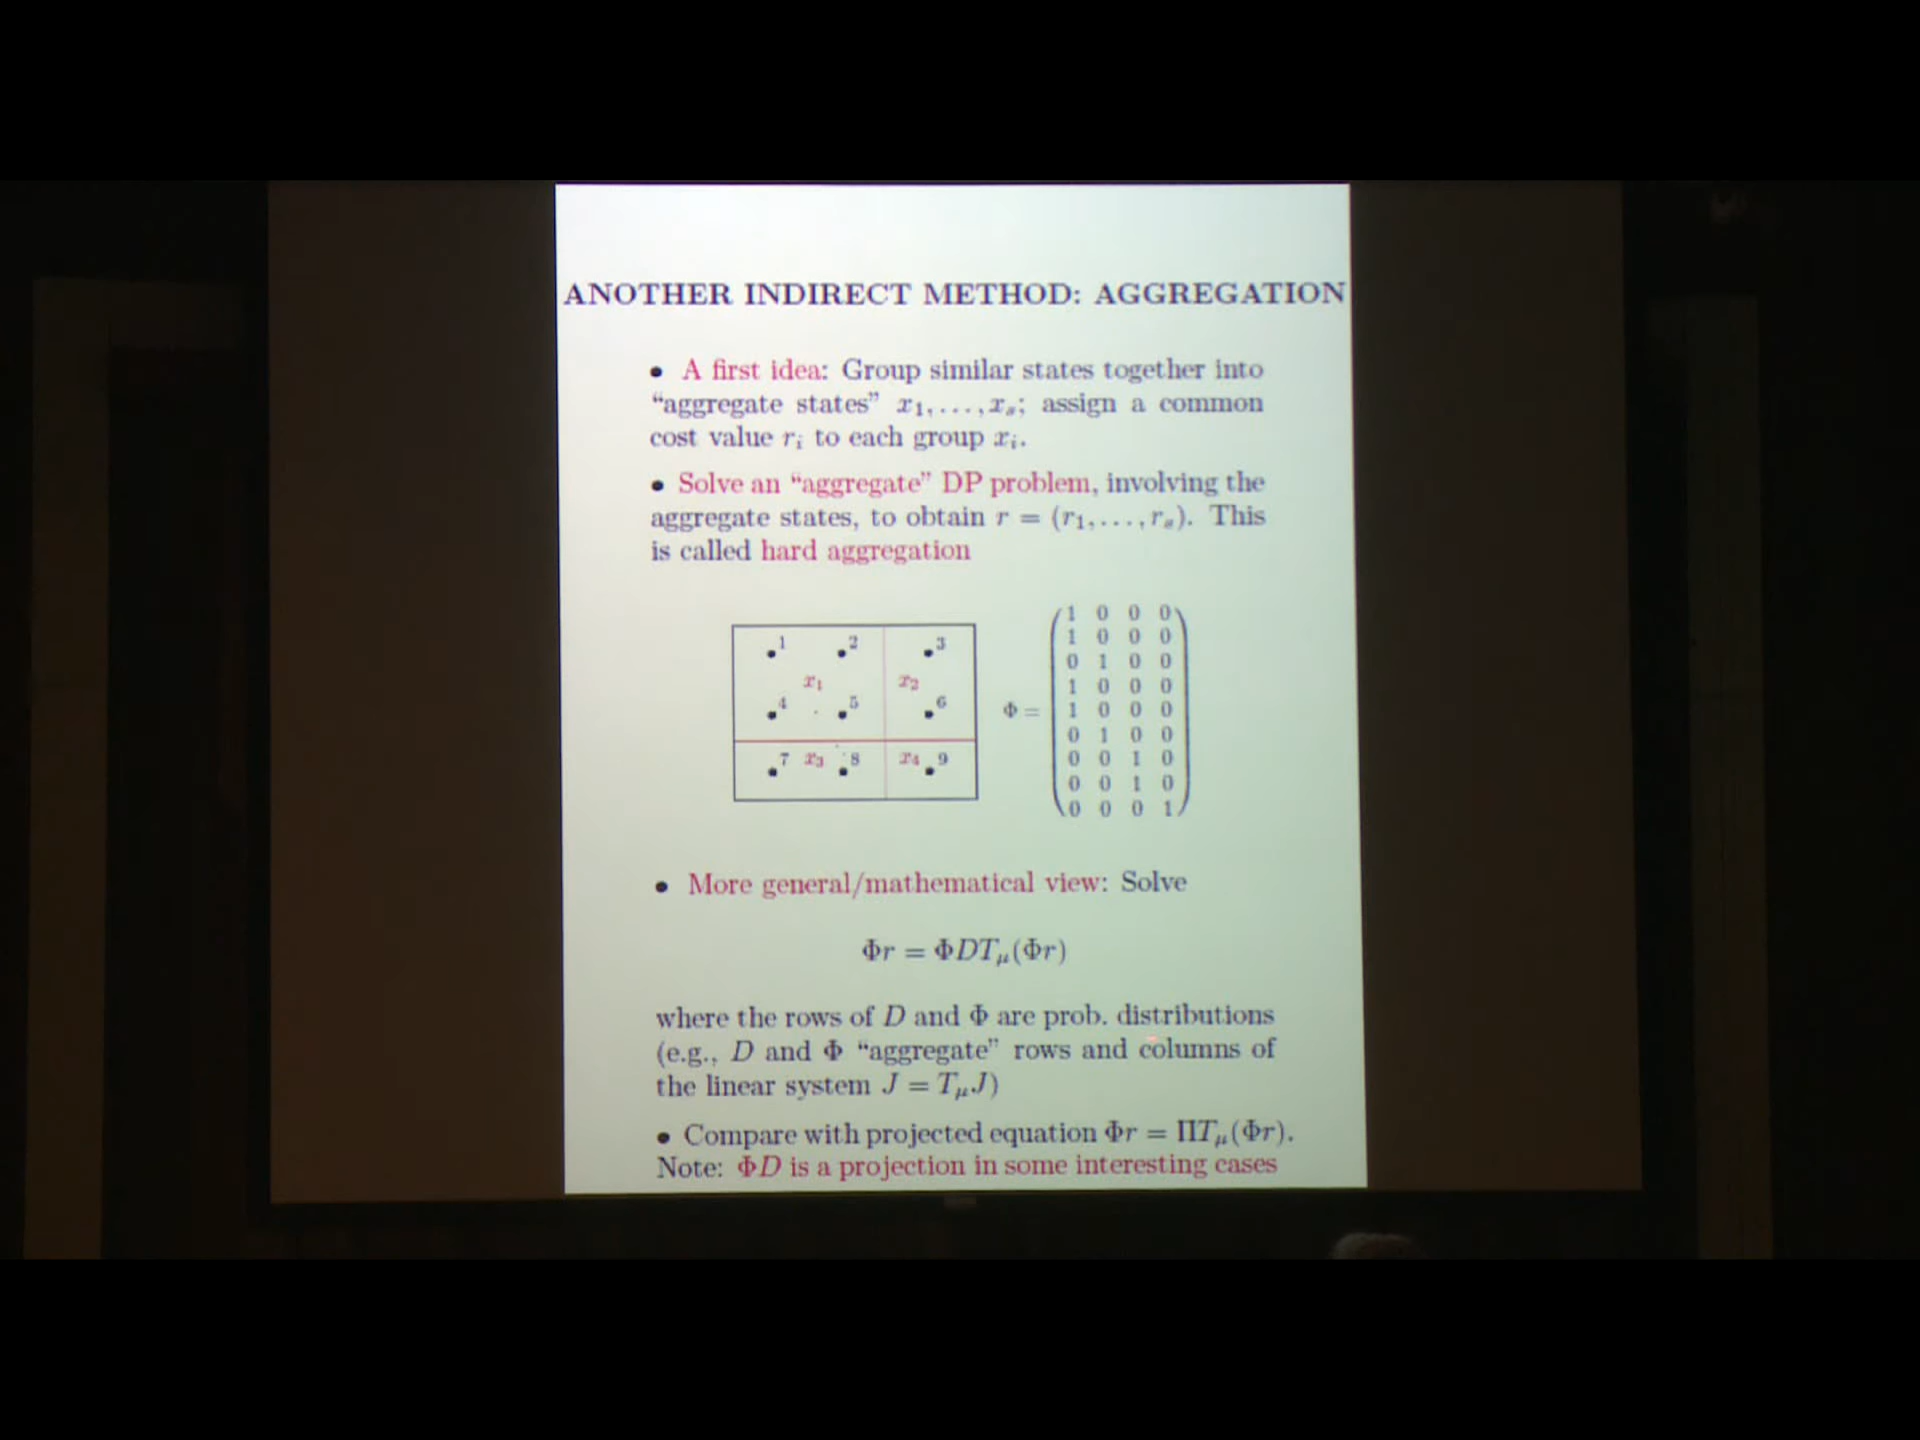 ANOTHER INDIRECT METHOD: AGGREGATION
• A first idea: Group similar states together into
“aggregate states” x₁, . . . , xₛ; assign a common
cost value rᵢ to each group xᵢ.
• Solve an “aggregate” DP problem, involving the
aggregate states, to obtain r = (r₁, . . . , rₛ). This
is called hard aggregation
1 2 3
x₁ x₂
4 5 6
7 x₃ 8 x₄ 9
Φ =
1 0 0 0
1 0 0 0
0 1 0 0
1 0 0 0
1 0 0 0
0 1 0 0
0 0 1 0
0 0 1 0
0 0 0 1
• More general/mathematical view: Solve
Φr = ΦDTμ(Φr)
where the rows of D and Φ are prob. distributions
(e.g., D and Φ “aggregate” rows and columns of
the linear system J = TμJ)
• Compare with projected equation Φr = ΠTμ(Φr).
Note: ΦD is a projection in some interesting cases